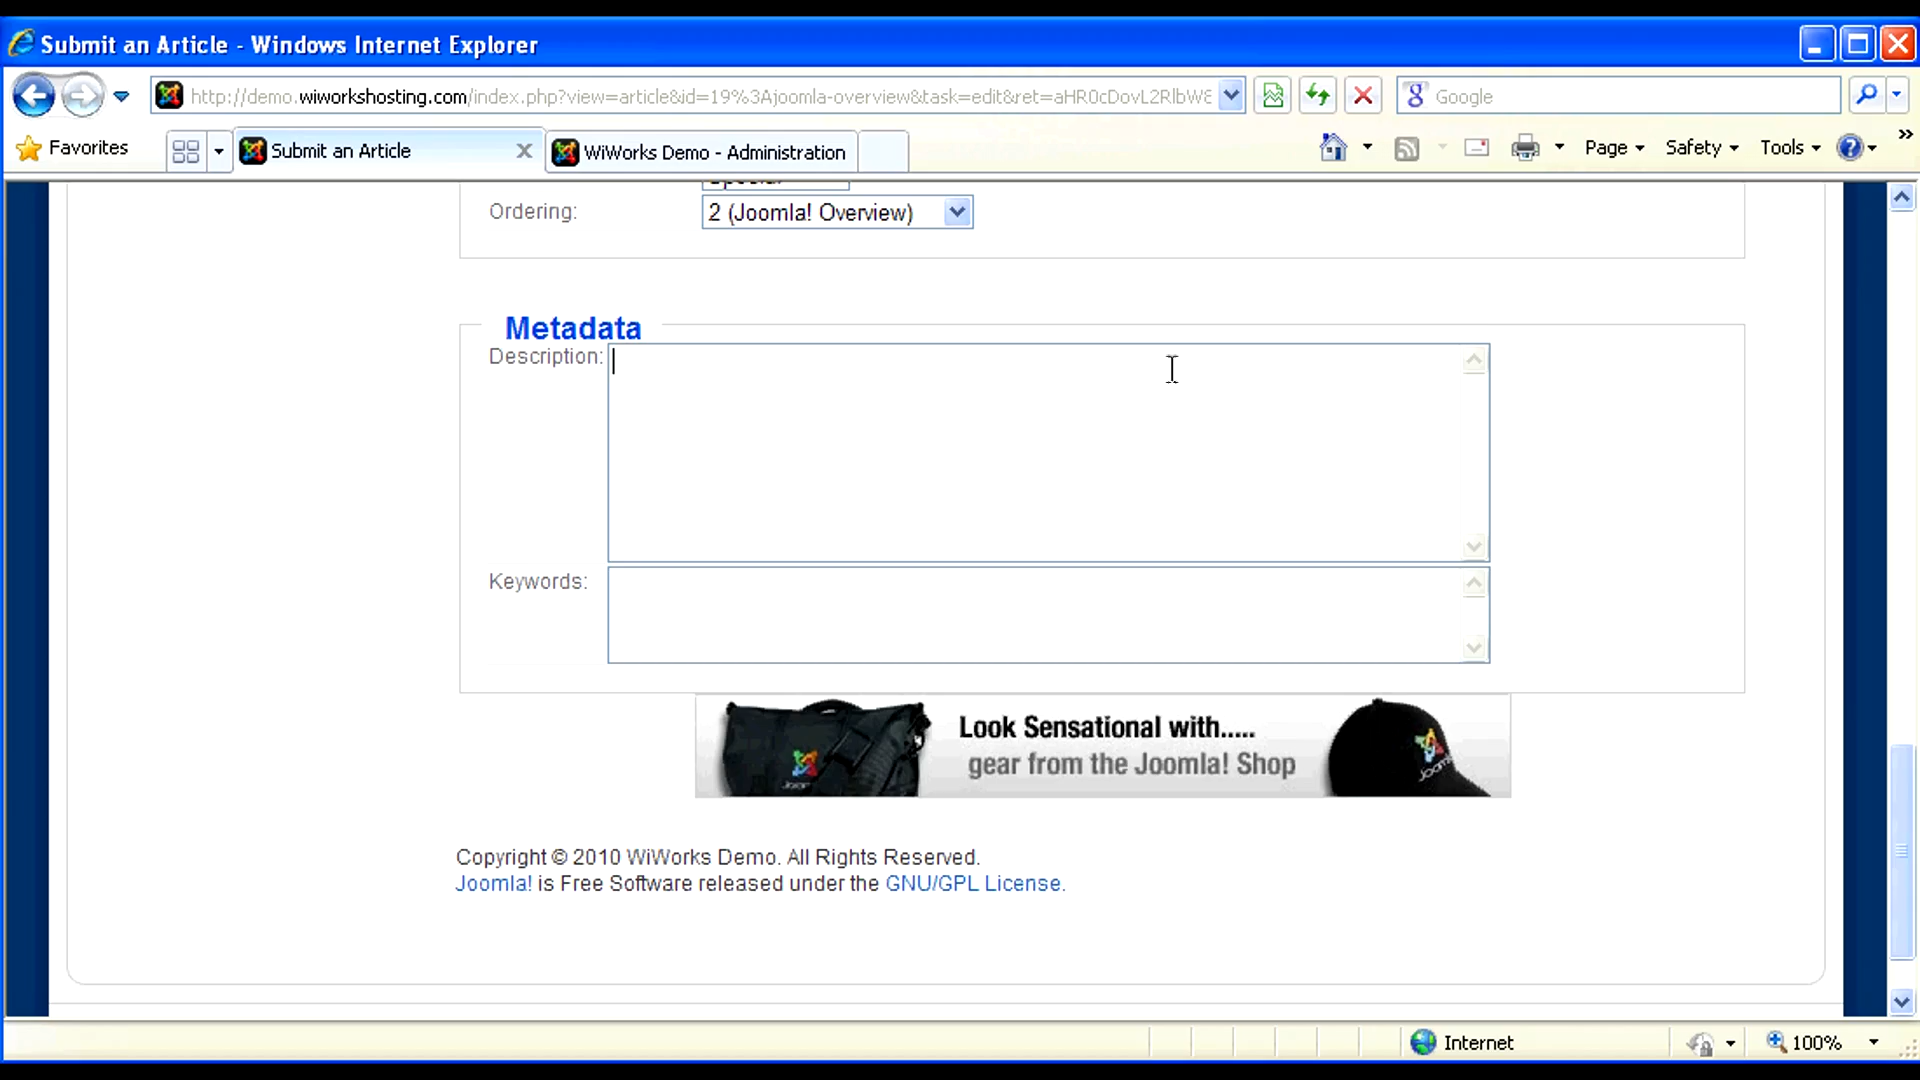 Submit an Article - Windows Internet Explorer
http://demo.wiworkshosting.com/index.php?view=article&id=19%3Ajoomla-overview&task=edit&ret=aHR0cDovL2RlbW8
Google
Favorites
Submit an Article
WiWorks Demo - Administration
Page
Safety
Tools
Special
Ordering:
2 (Joomla! Overview)
Metadata
Description:
Keywords:
Look Sensational with.....
gear from the Joomla! Shop
Copyright © 2010 WiWorks Demo. All Rights Reserved.
Joomla! is Free Software released under the GNU/GPL License.
Internet
100%